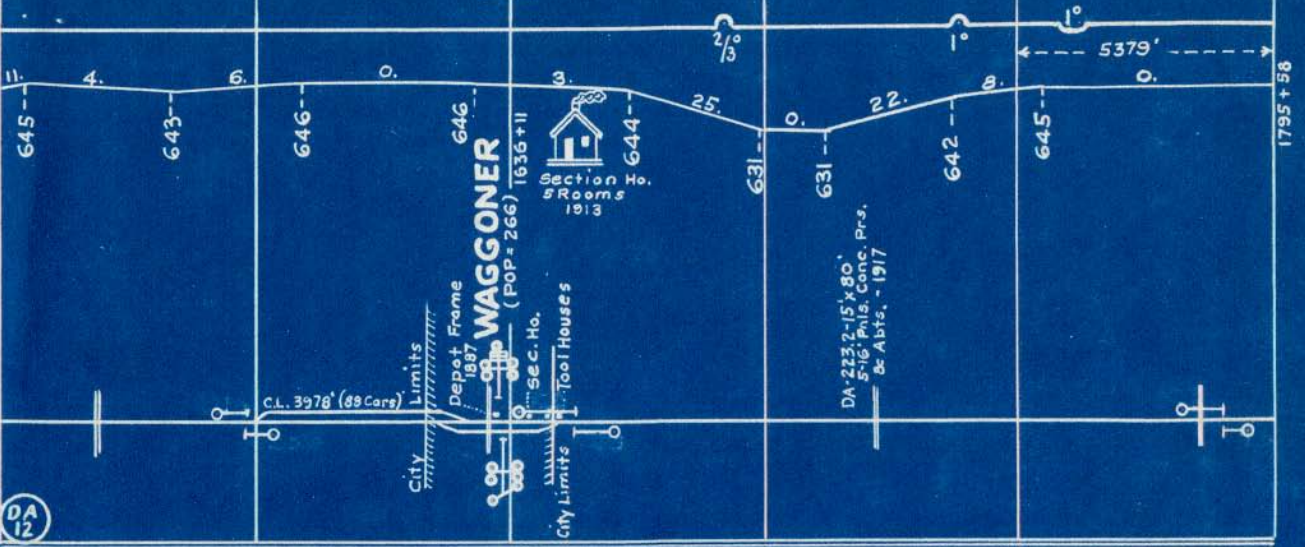 2/3°
1°
1°
5379'
11.
4.
6.
0.
3.
25.
0.
22.
8.
0.
645
643
646
646
644
631
631
642
645
1795+58
WAGGONER
1636+11
(POP = 266)
Section Ho.
5 Rooms
1913
Depot Frame
1887
Sec. Ho.
Tool Houses
City Limits
City Limits
C.L. 3978' (88 Cars)
DA-223.2-15'x80'
5-16' Pnls. Conc. Prs.
& Abts. - 1917
DA
12